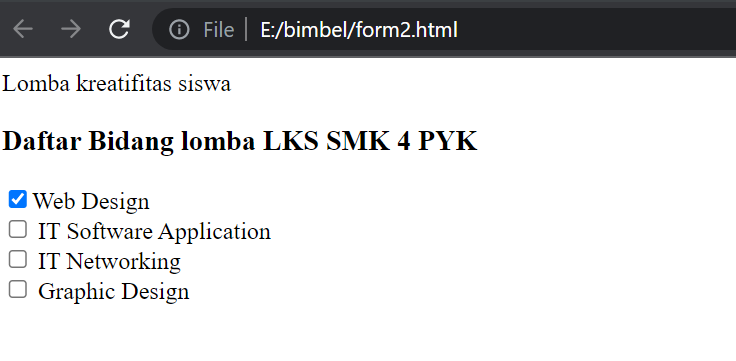 File E:/bimbel/form2.html
Lomba kreatifitas siswa
Daftar Bidang lomba LKS SMK 4 PYK
Web Design
IT Software Application
IT Networking
Graphic Design